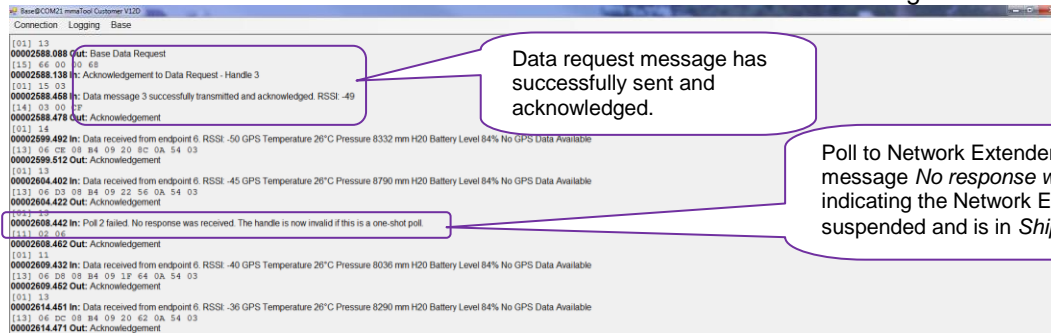 Base@COM21 mmaTool Customer V12D
Connection Logging Base
[01] 13
00002588.088 Out: Base Data Request
[15] 66 00 00 68
00002588.138 In: Acknowledgement to Data Request - Handle 3
[01] 15 03
00002588.458 In: Data message 3 successfully transmitted and acknowledged. RSSI: -49
[14] 03 00 CF
00002588.478 Out: Acknowledgement
[01] 14
00002599.492 In: Data received from endpoint 6. RSSI: -50 GPS Temperature 26°C Pressure 8332 mm H20 Battery Level 84% No GPS Data Available
[13] 06 CE 08 B4 09 20 8C 0A 54 03
00002599.512 Out: Acknowledgement
[01] 13
00002604.402 In: Data received from endpoint 6. RSSI: -45 GPS Temperature 26°C Pressure 8790 mm H20 Battery Level 84% No GPS Data Available
[13] 06 D3 08 B4 09 22 56 0A 54 03
00002604.422 Out: Acknowledgement
[01] 13
00002608.442 In: Poll 2 failed. No response was received. The handle is now invalid if this is a one-shot poll.
[11] 02 06
00002608.462 Out: Acknowledgement
[01] 11
00002609.432 In: Data received from endpoint 6. RSSI: -40 GPS Temperature 26°C Pressure 8036 mm H20 Battery Level 84% No GPS Data Available
[13] 06 D8 08 B4 09 1F 64 0A 54 03
00002609.452 Out: Acknowledgement
[01] 13
00002614.451 In: Data received from endpoint 6. RSSI: -36 GPS Temperature 26°C Pressure 8290 mm H20 Battery Level 84% No GPS Data Available
[13] 06 DC 08 B4 09 20 62 0A 54 03
00002614.471 Out: Acknowledgement
Data request message has
successfully sent and
acknowledged.
Poll to Network Extender
message No response w
indicating the Network E
suspended and is in Ship